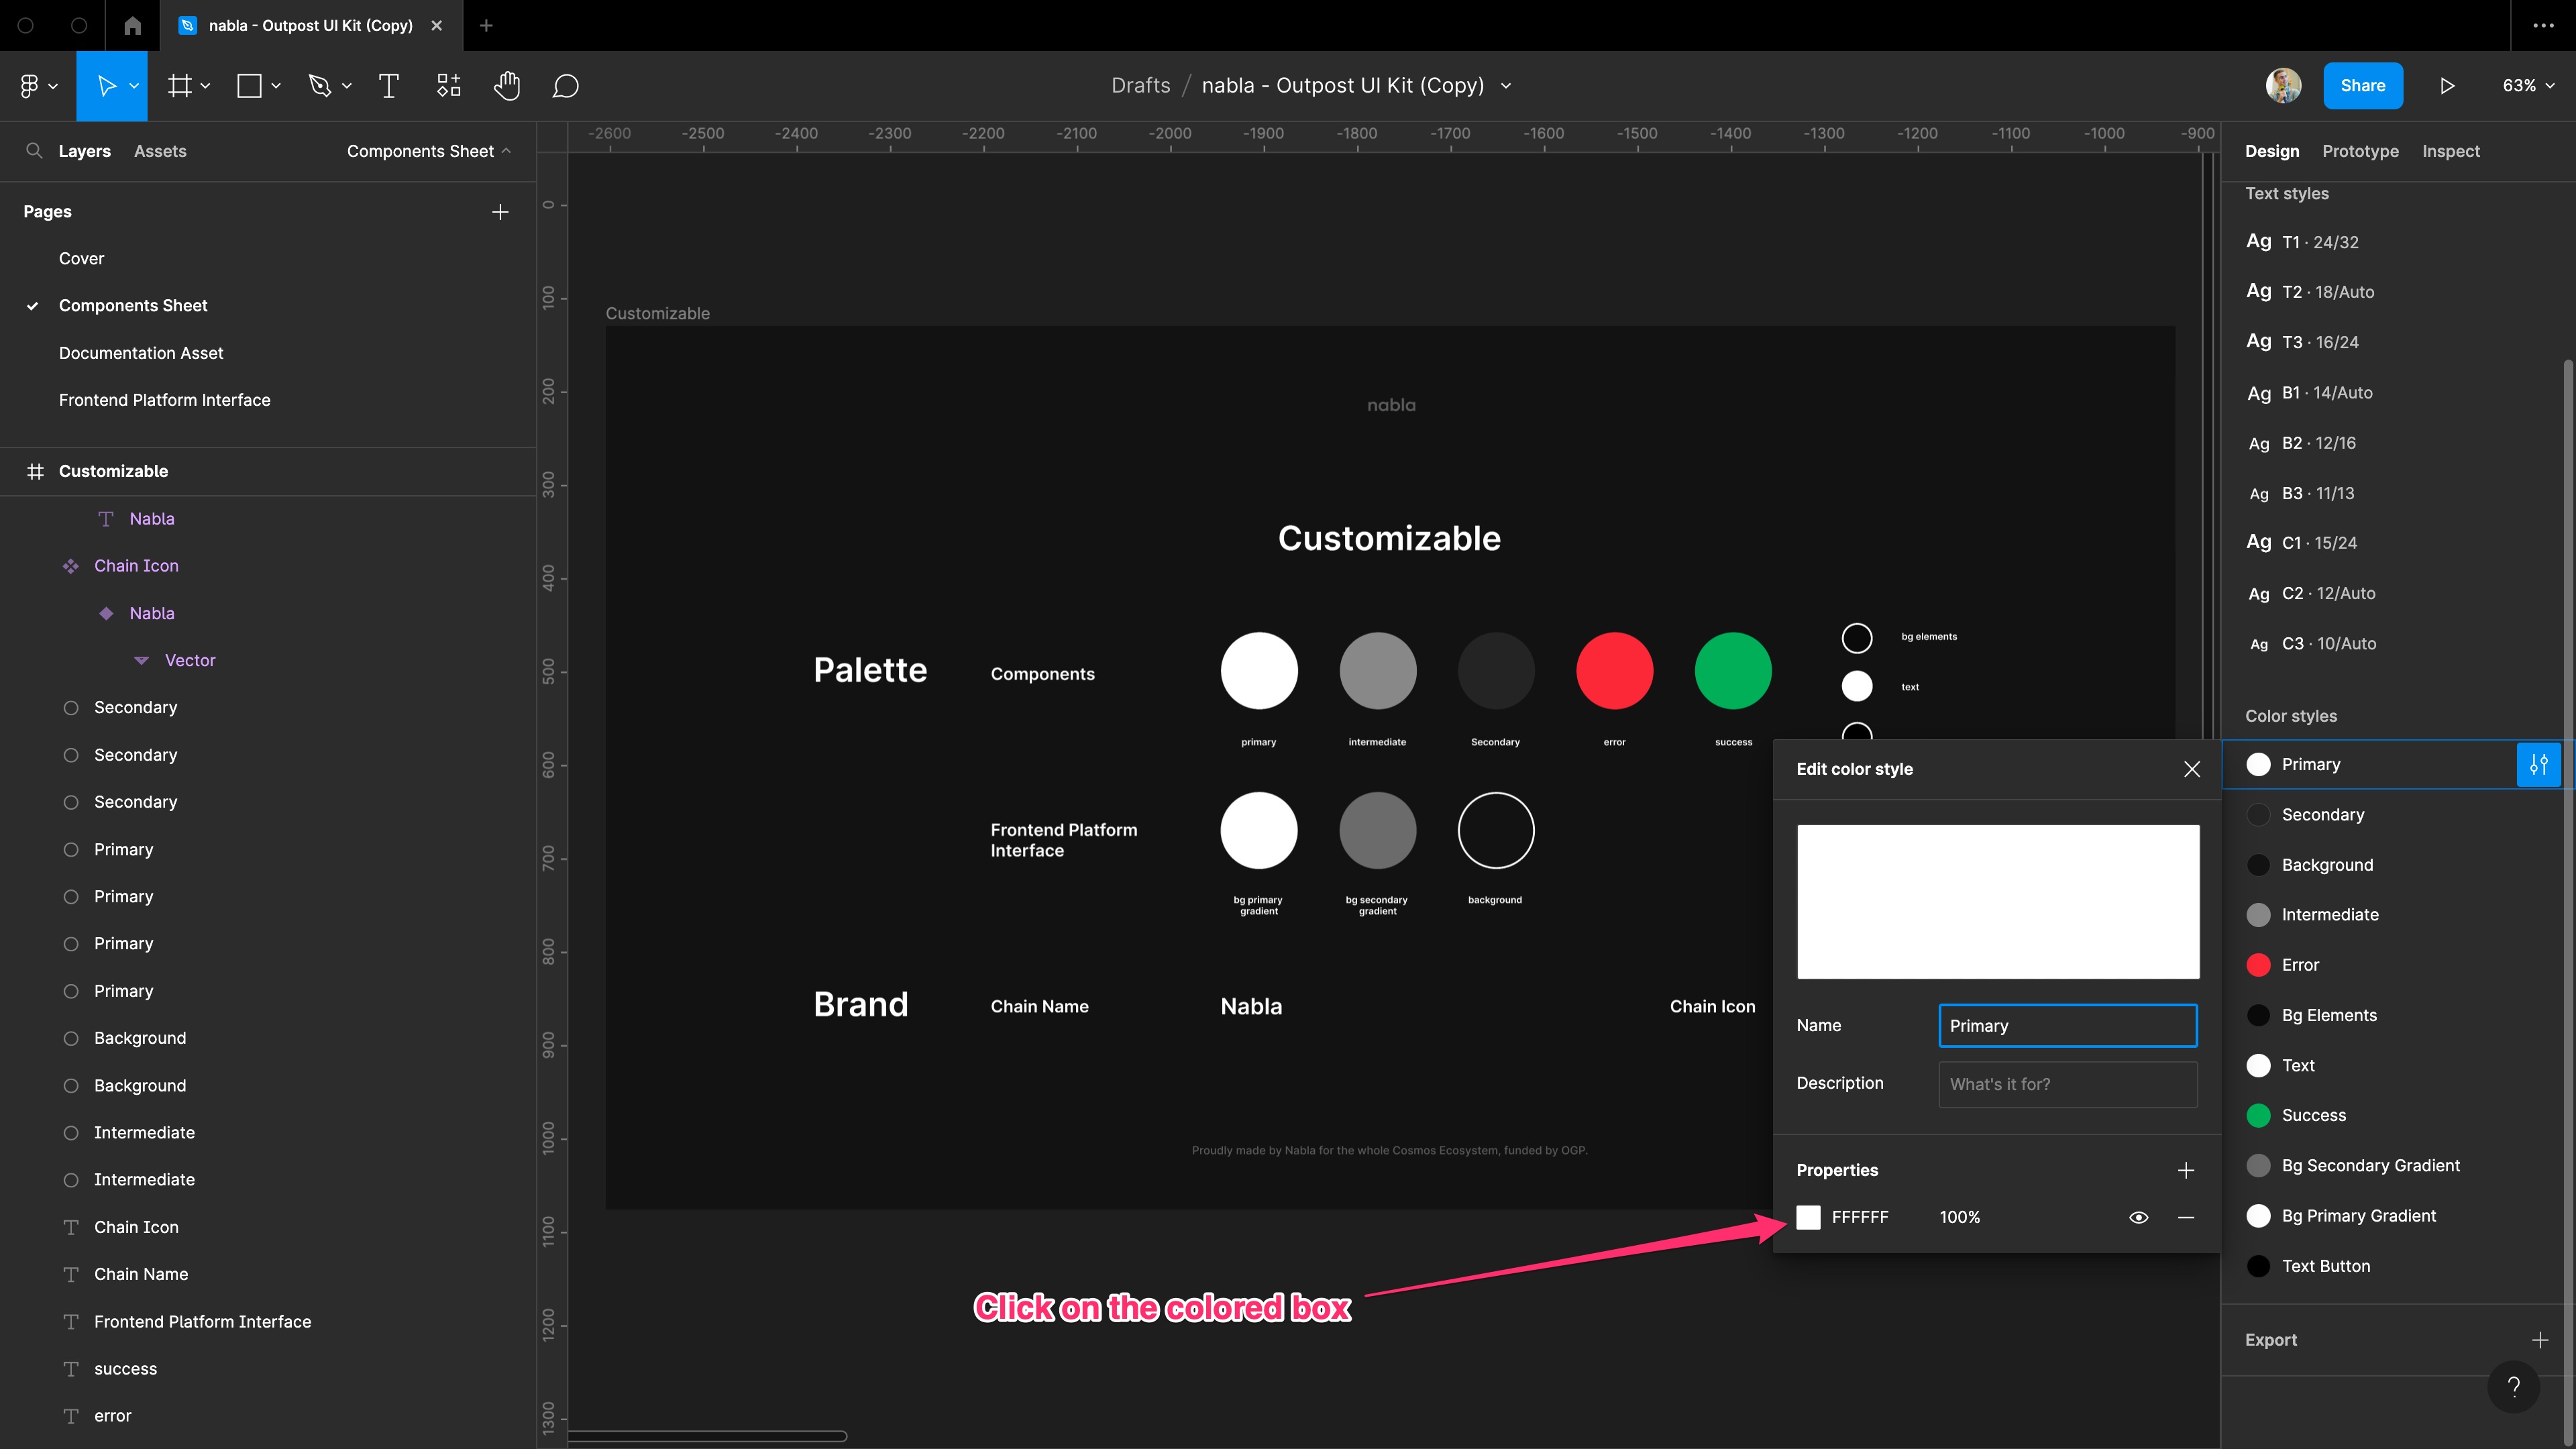 nabla - Outpost UI Kit (Copy)
Drafts / nabla - Outpost UI Kit (Copy)
Share
63%
Layers
Assets
Components Sheet
Pages
Cover
Components Sheet
Documentation Asset
Frontend Platform Interface
Customizable
Nabla
Chain Icon
Nabla
Vector
Secondary
Secondary
Secondary
Primary
Primary
Primary
Primary
Background
Background
Intermediate
Intermediate
Chain Icon
Chain Name
Frontend Platform Interface
success
error
-2600 -2500 -2400 -2300 -2200 -2100 -2000 -1900 -1800 -1700 -1600 -1500 -1400 -1300 -1200 -1100 -1000 -900
0
100
200
300
400
500
600
700
800
900
1000
1100
1200
1300
Customizable
nabla
Customizable
Palette
Components
primary
intermediate
Secondary
error
success
bg elements
text
Frontend Platform
Interface
bg primary
gradient
bg secondary
gradient
background
Brand
Chain Name
Nabla
Chain Icon
Proudly made by Nabla for the whole Cosmos Ecosystem, funded by OGP.
Click on the colored box
Edit color style
Name
Primary
Description
What's it for?
Properties
FFFFFF
100%
Design
Prototype
Inspect
Text styles
Ag T1 · 24/32
Ag T2 · 18/Auto
Ag T3 · 16/24
Ag B1 · 14/Auto
Ag B2 · 12/16
Ag B3 · 11/13
Ag C1 · 15/24
Ag C2 · 12/Auto
Ag C3 · 10/Auto
Color styles
Primary
Secondary
Background
Intermediate
Error
Bg Elements
Text
Success
Bg Secondary Gradient
Bg Primary Gradient
Text Button
Export
?